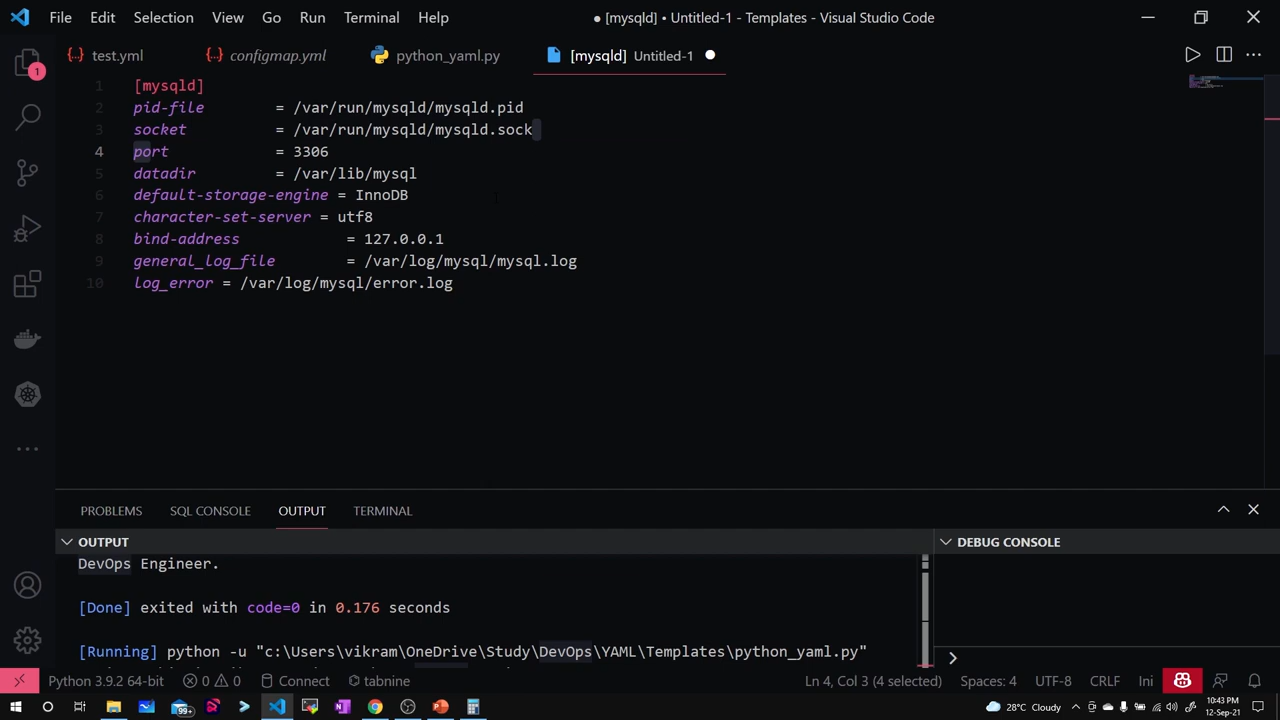 File Edit Selection View Go Run Terminal Help ● [mysqld] • Untitled-1 - Templates - Visual Studio Code
test.yml configmap.yml python_yaml.py [mysqld] Untitled-1
1 [mysqld]
2 pid-file = /var/run/mysqld/mysqld.pid
3 socket = /var/run/mysqld/mysqld.sock
4 port = 3306
5 datadir = /var/lib/mysql
6 default-storage-engine = InnoDB
7 character-set-server = utf8
8 bind-address = 127.0.0.1
9 general_log_file = /var/log/mysql/mysql.log
10 log_error = /var/log/mysql/error.log
1
PROBLEMS SQL CONSOLE OUTPUT TERMINAL
OUTPUT
DEBUG CONSOLE
DevOps Engineer.
[Done] exited with code=0 in 0.176 seconds
[Running] python -u "c:\Users\vikram\OneDrive\Study\DevOps\YAML\Templates\python_yaml.py"
Python 3.9.2 64-bit 0 0 Connect tabnine Ln 4, Col 3 (4 selected) Spaces: 4 UTF-8 CRLF Ini
99+ 28°C Cloudy 10:43 PM
12-Sep-21